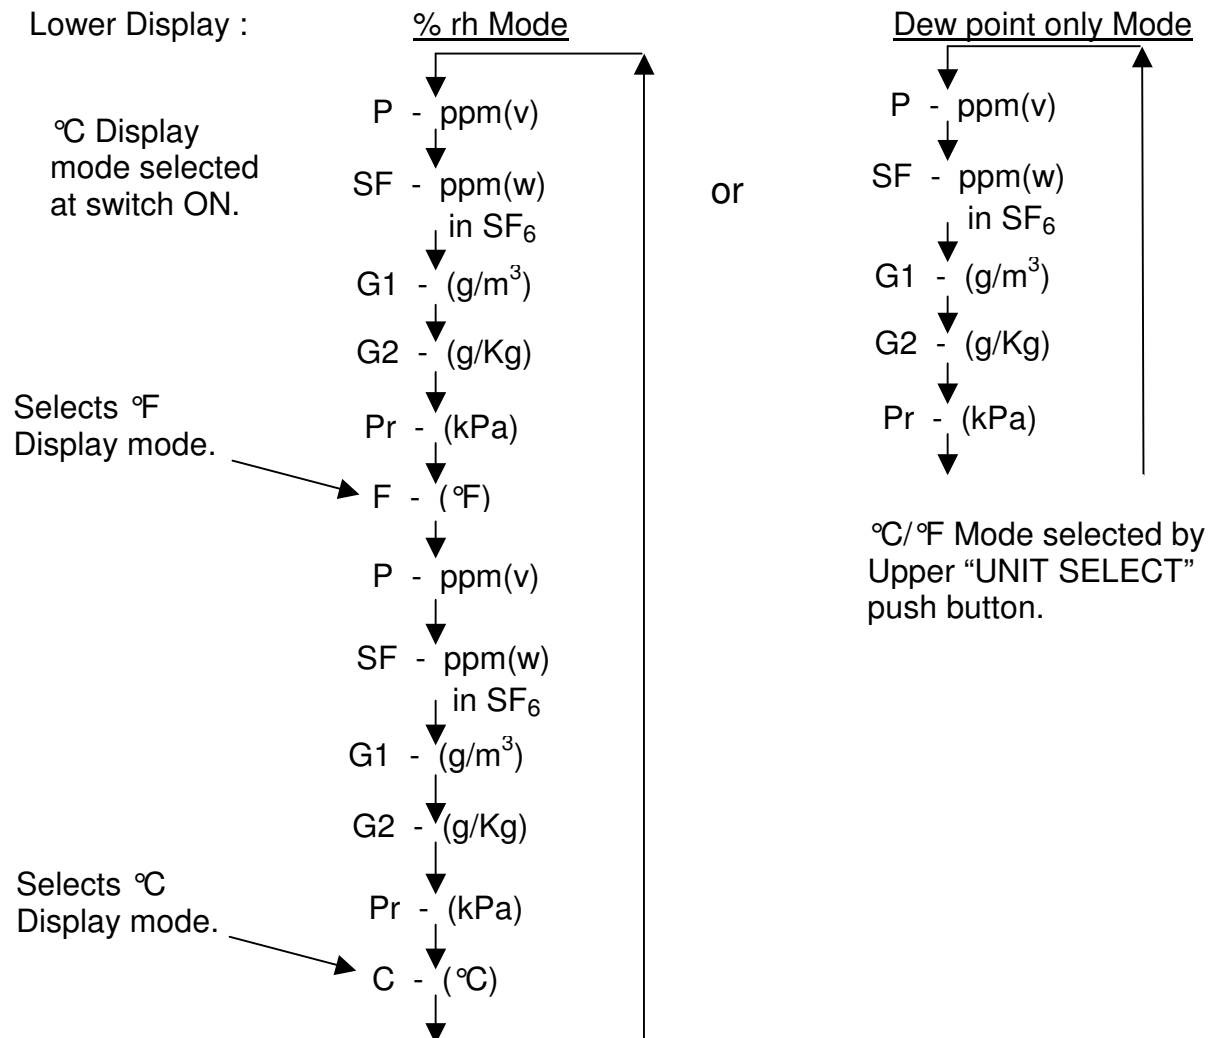 Lower Display :
% rh Mode
Dew point only Mode
°C Display
mode selected
at switch ON.
P - ppm(v)
SF - ppm(w)
in SF₆
G1 - (g/m³)
G2 - (g/Kg)
Pr - (kPa)
Selects °F
Display mode.
F - (°F)
P - ppm(v)
SF - ppm(w)
in SF₆
G1 - (g/m³)
G2 - (g/Kg)
Pr - (kPa)
Selects °C
Display mode.
C - (°C)
or
P - ppm(v)
SF - ppm(w)
in SF₆
G1 - (g/m³)
G2 - (g/Kg)
Pr - (kPa)
°C/°F Mode selected by
Upper “UNIT SELECT”
push button.